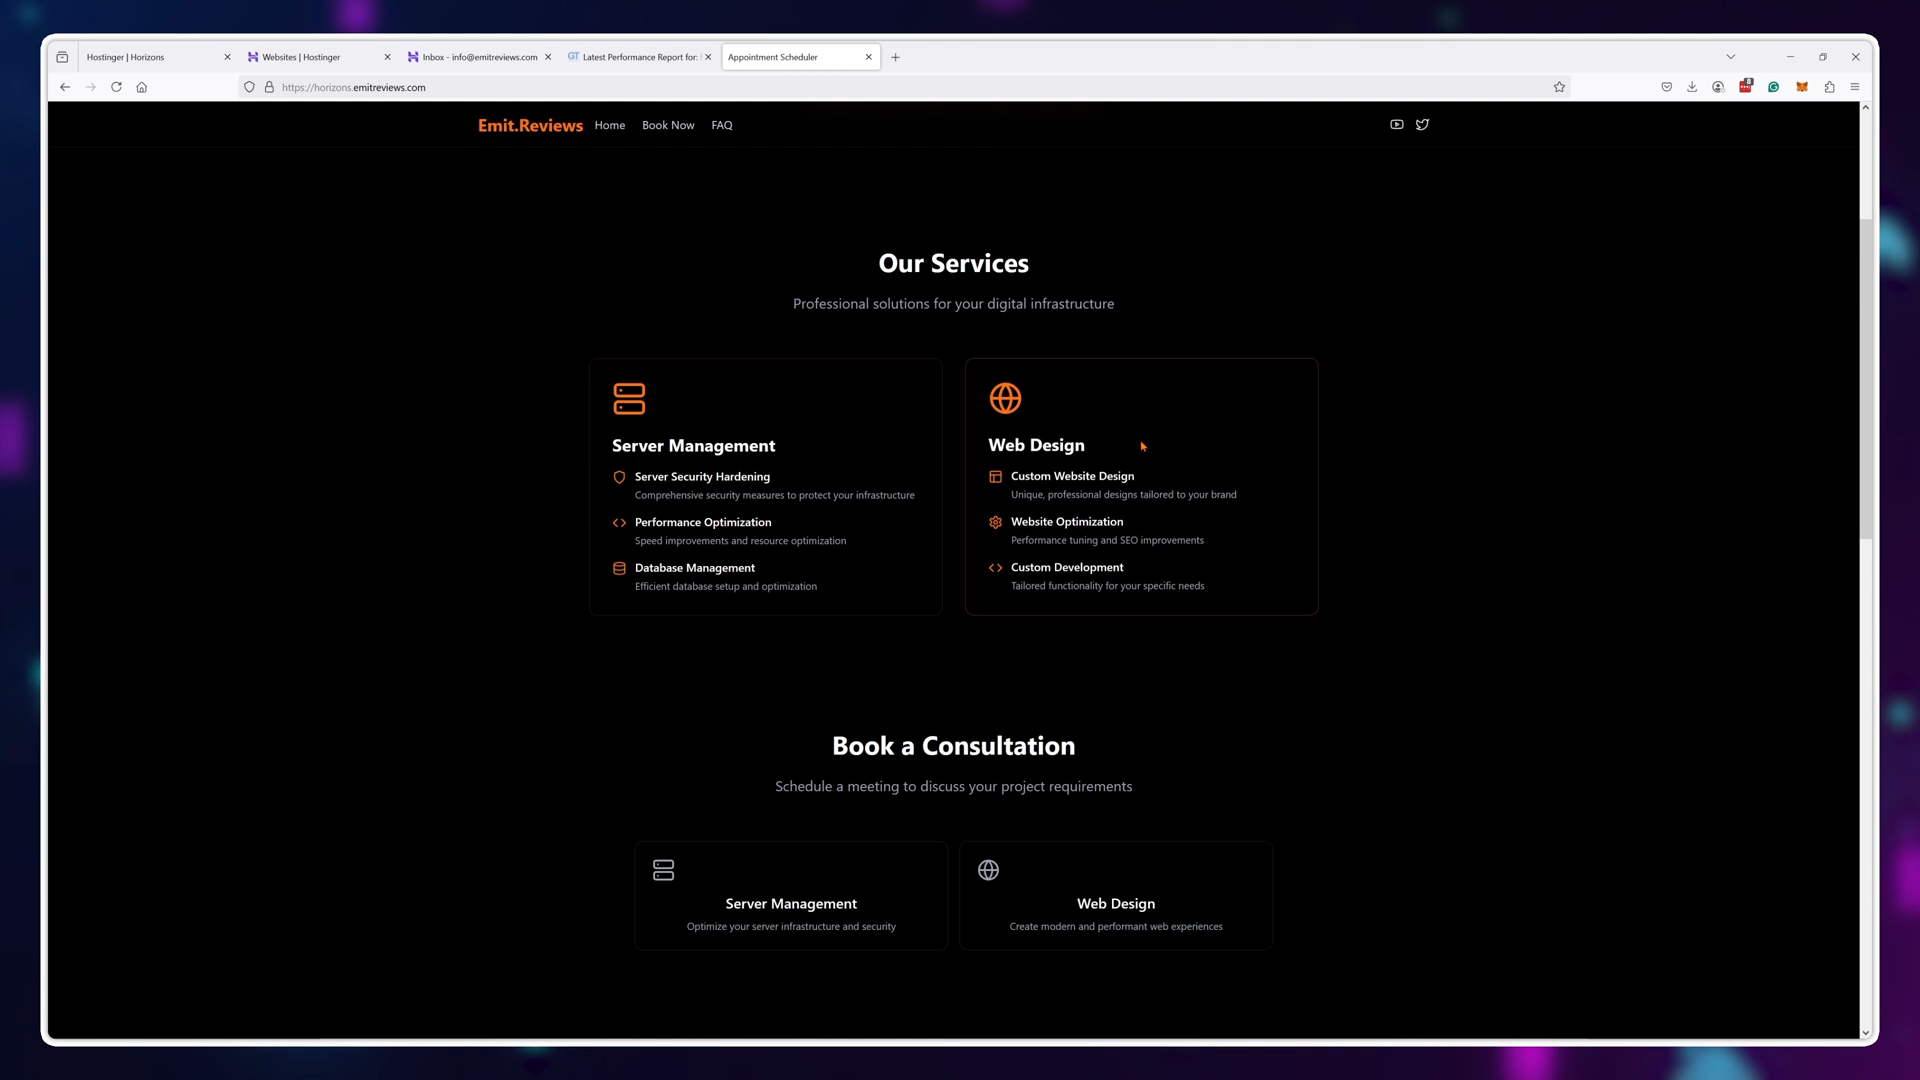 Hostinger | Horizons
Websites | Hostinger
Inbox - info@emitreviews.com
GT Latest Performance Report for:
Appointment Scheduler
https://horizons.emitreviews.com
Emit.Reviews
Home
Book Now
FAQ
Our Services
Professional solutions for your digital infrastructure
Server Management
Server Security Hardening
Comprehensive security measures to protect your infrastructure
Performance Optimization
Speed improvements and resource optimization
Database Management
Efficient database setup and optimization
Web Design
Custom Website Design
Unique, professional designs tailored to your brand
Website Optimization
Performance tuning and SEO improvements
Custom Development
Tailored functionality for your specific needs
Book a Consultation
Schedule a meeting to discuss your project requirements
Server Management
Optimize your server infrastructure and security
Web Design
Create modern and performant web experiences